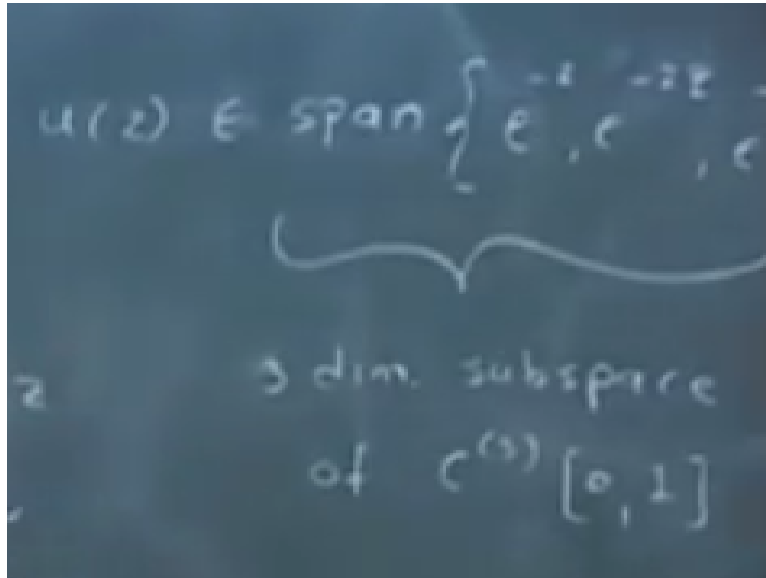 u(z) ∈ span { e^{-z}, e^{-2z}, e^{-
z 3 dim. subspace
of C^{(3)} [0, 1]